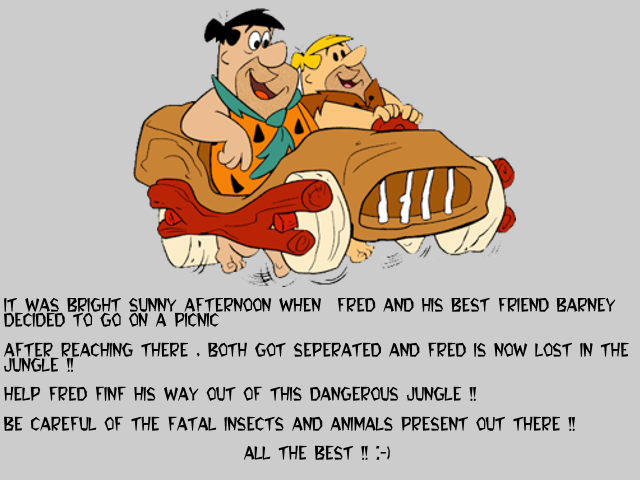 IT WAS BRIGHT SUNNY AFTERNOON WHEN FRED AND HIS BEST FRIEND BARNEY
DECIDED TO GO ON A PICNIC
AFTER REACHING THERE , BOTH GOT SEPERATED AND FRED IS NOW LOST IN THE
JUNGLE !!
HELP FRED FINF HIS WAY OUT OF THIS DANGEROUS JUNGLE !!
BE CAREFUL OF THE FATAL INSECTS AND ANIMALS PRESENT OUT THERE !!
ALL THE BEST !! :-)